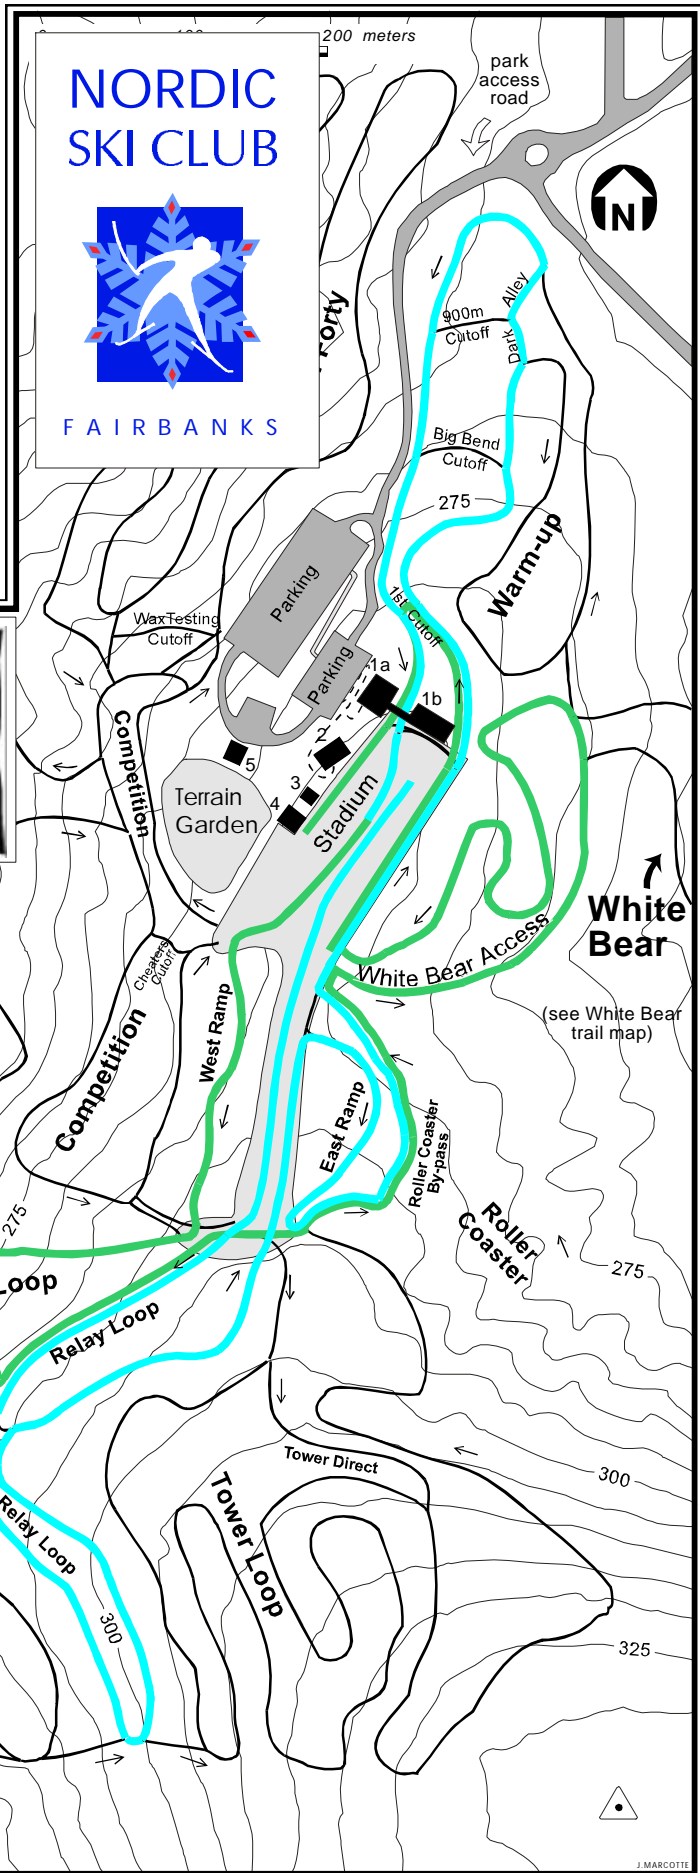 200 meters
NORDIC
SKI CLUB
FAIRBANKS
park
access
road
N
Forty
900m
Cutoff
Dark Alley
Big Bend
Cutoff
275
Warm-up
Parking
1st Cutoff
WaxTesting
Cutoff
Parking
1a
1b
2
5
3
4
Competition
Terrain
Garden
Stadium
White
Bear
White Bear Access
(see White Bear
trail map)
Cheaters
Cutoff
West Ramp
Competition
East Ramp
Roller Coaster
By-pass
Roller
Coaster
275
275
Loop
Relay Loop
Tower Direct
300
Tower Loop
Relay Loop
300
325
J.MARCOTTE